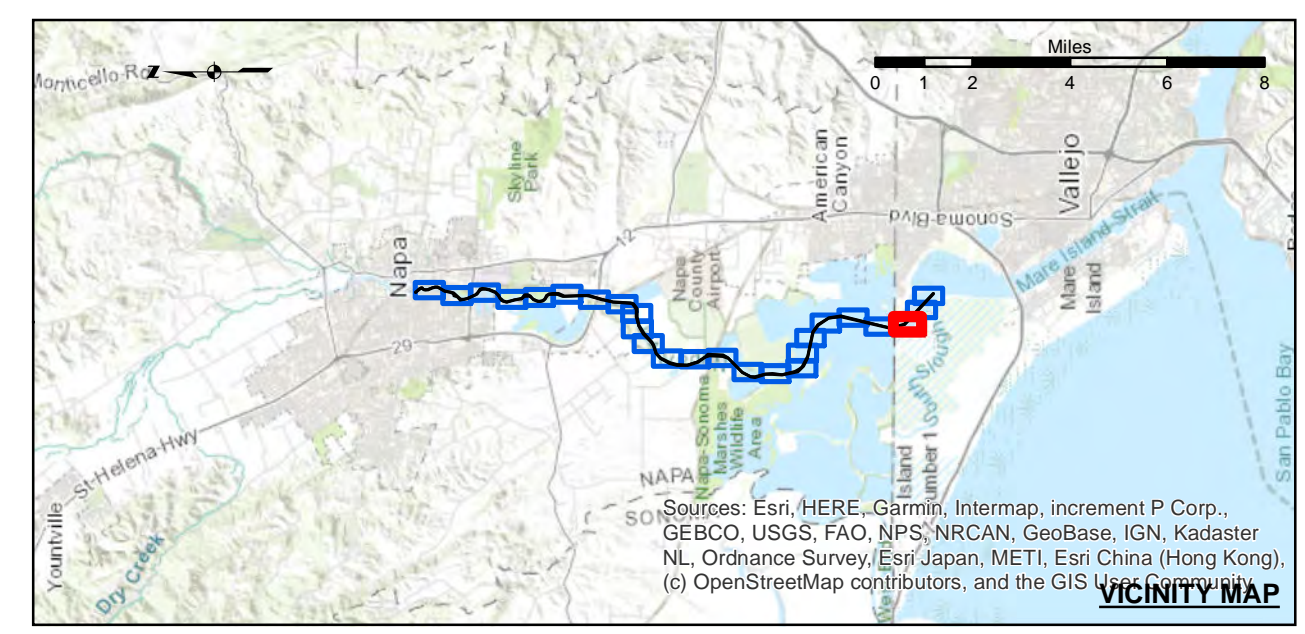 Miles
0 1 2 4 6 8
Z
Monticello-Rd
Skyline
Park
American
Canyon
Vallejo
Sonoma-Blvd
Mare-Island-Strait
Mare
Island
Napa
12
Napa
County
Airport
29
St-Helena-Hwy
Yountville
Dry Creek
Napa-Sonoma
Marshes
Wildlife
Area
South Slough
Island
San Pablo Bay
NAPA
Sources: Esri, HERE, Garmin, Intermap, increment P Corp.,
GEBCO, USGS, FAO, NPS, NRCAN, GeoBase, IGN, Kadaster
NL, Ordnance Survey, Esri Japan, METI, Esri China (Hong Kong),
(c) OpenStreetMap contributors, and the GIS User Community
VICINITY MAP